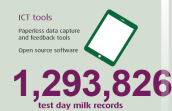 ICT tools
Paperless data capture
and feedback tools
Open source software
1,293,826
test day milk records